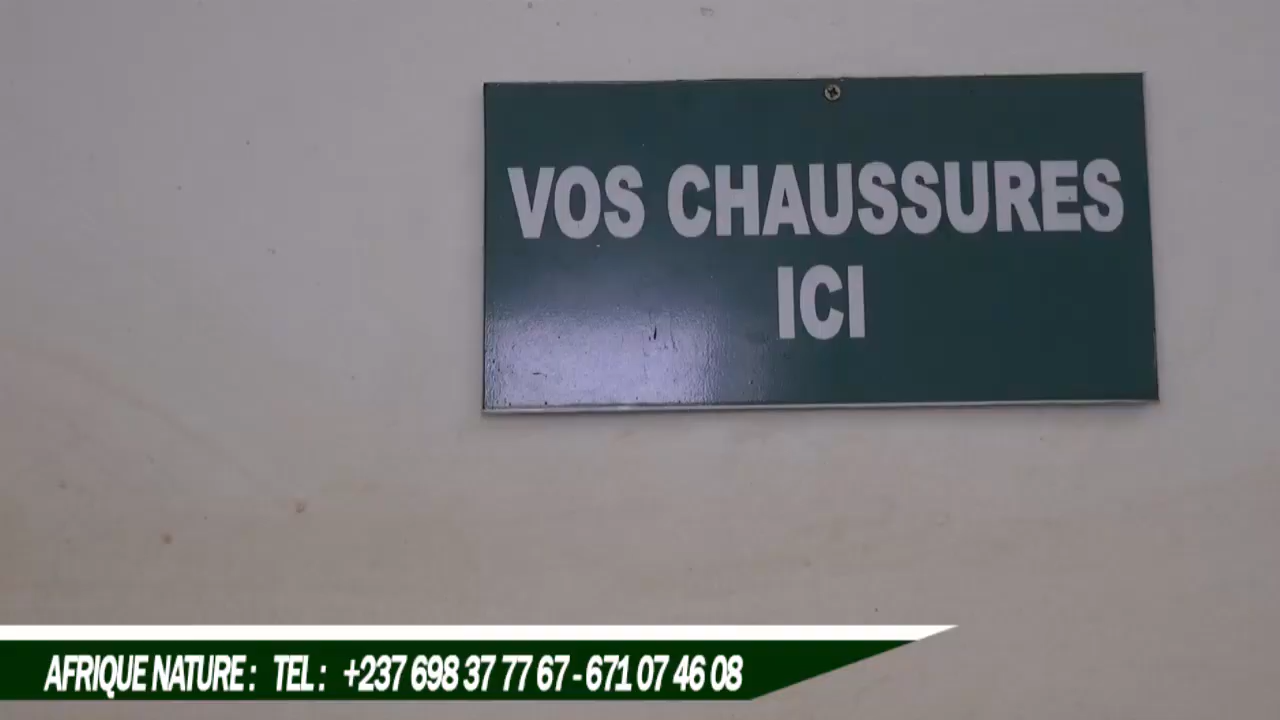 VOS CHAUSSURES
ICI
AFRIQUE NATURE : TEL : +237 698 37 77 67 - 671 07 46 08